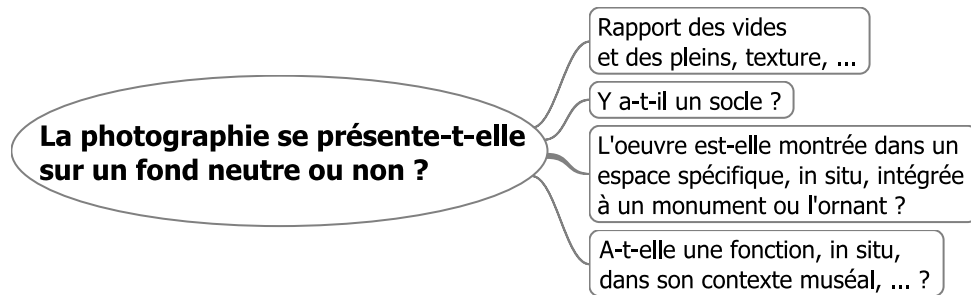 La photographie se présente-t-elle
sur un fond neutre ou non ?
Rapport des vides
et des pleins, texture, ...
Y a-t-il un socle ?
L'oeuvre est-elle montrée dans un
espace spécifique, in situ, intégrée
à un monument ou l'ornant ?
A-t-elle une fonction, in situ,
dans son contexte muséal, ... ?